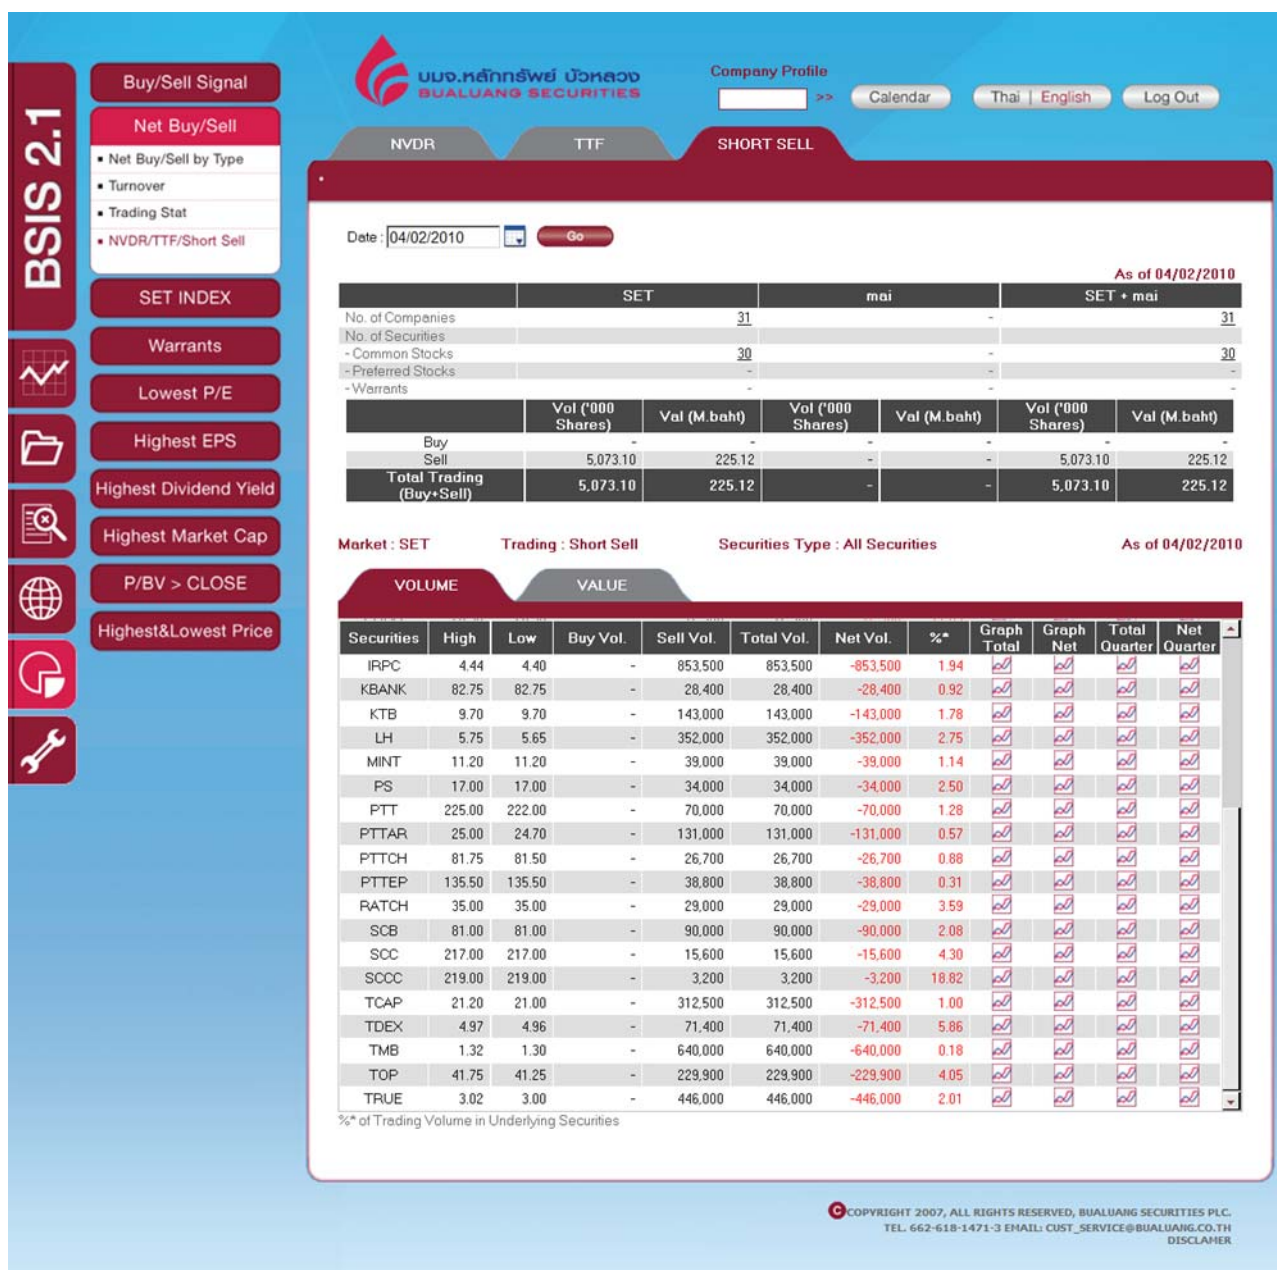 บมจ.หลักทรัพย์ บัวหลวง
BUALUANG SECURITIES
Company Profile
>>
Calendar
Thai | English
Log Out
BSIS 2.1
Buy/Sell Signal
Net Buy/Sell
▪ Net Buy/Sell by Type
▪ Turnover
▪ Trading Stat
▪ NVDR/TTF/Short Sell
SET INDEX
Warrants
Lowest P/E
Highest EPS
Highest Dividend Yield
Highest Market Cap
P/BV > CLOSE
Highest&Lowest Price
NVDR TTF SHORT SELL
Date : 04/02/2010 Go
As of 04/02/2010
SET mai SET + mai
No. of Companies 31 - 31
No. of Securities
- Common Stocks 30 - 30
- Preferred Stocks - - -
- Warrants - - -
Vol ('000 Shares) Val (M.baht) Vol ('000 Shares) Val (M.baht) Vol ('000 Shares) Val (M.baht)
Buy - - - - - -
Sell 5,073.10 225.12 - - 5,073.10 225.12
Total Trading (Buy+Sell) 5,073.10 225.12 - - 5,073.10 225.12
Market : SET Trading : Short Sell Securities Type : All Securities As of 04/02/2010
VOLUME VALUE
Securities High Low Buy Vol. Sell Vol. Total Vol. Net Vol. %* Graph Total Graph Net Total Quarter Net Quarter
IRPC 4.44 4.40 - 853,500 853,500 -853,500 1.94
KBANK 82.75 82.75 - 28,400 28,400 -28,400 0.92
KTB 9.70 9.70 - 143,000 143,000 -143,000 1.78
LH 5.75 5.65 - 352,000 352,000 -352,000 2.75
MINT 11.20 11.20 - 39,000 39,000 -39,000 1.14
PS 17.00 17.00 - 34,000 34,000 -34,000 2.50
PTT 225.00 222.00 - 70,000 70,000 -70,000 1.28
PTTAR 25.00 24.70 - 131,000 131,000 -131,000 0.57
PTTCH 81.75 81.50 - 26,700 26,700 -26,700 0.88
PTTEP 135.50 135.50 - 38,800 38,800 -38,800 0.31
RATCH 35.00 35.00 - 29,000 29,000 -29,000 3.59
SCB 81.00 81.00 - 90,000 90,000 -90,000 2.08
SCC 217.00 217.00 - 15,600 15,600 -15,600 4.30
SCCC 219.00 219.00 - 3,200 3,200 -3,200 18.82
TCAP 21.20 21.00 - 312,500 312,500 -312,500 1.00
TDEX 4.97 4.96 - 71,400 71,400 -71,400 5.86
TMB 1.32 1.30 - 640,000 640,000 -640,000 0.18
TOP 41.75 41.25 - 229,900 229,900 -229,900 4.05
TRUE 3.02 3.00 - 446,000 446,000 -446,000 2.01
%* of Trading Volume in Underlying Securities
C COPYRIGHT 2007, ALL RIGHTS RESERVED, BUALUANG SECURITIES PLC.
TEL. 662-618-1471-3 EMAIL: CUST_SERVICE@BUALUANG.CO.TH
DISCLAMER